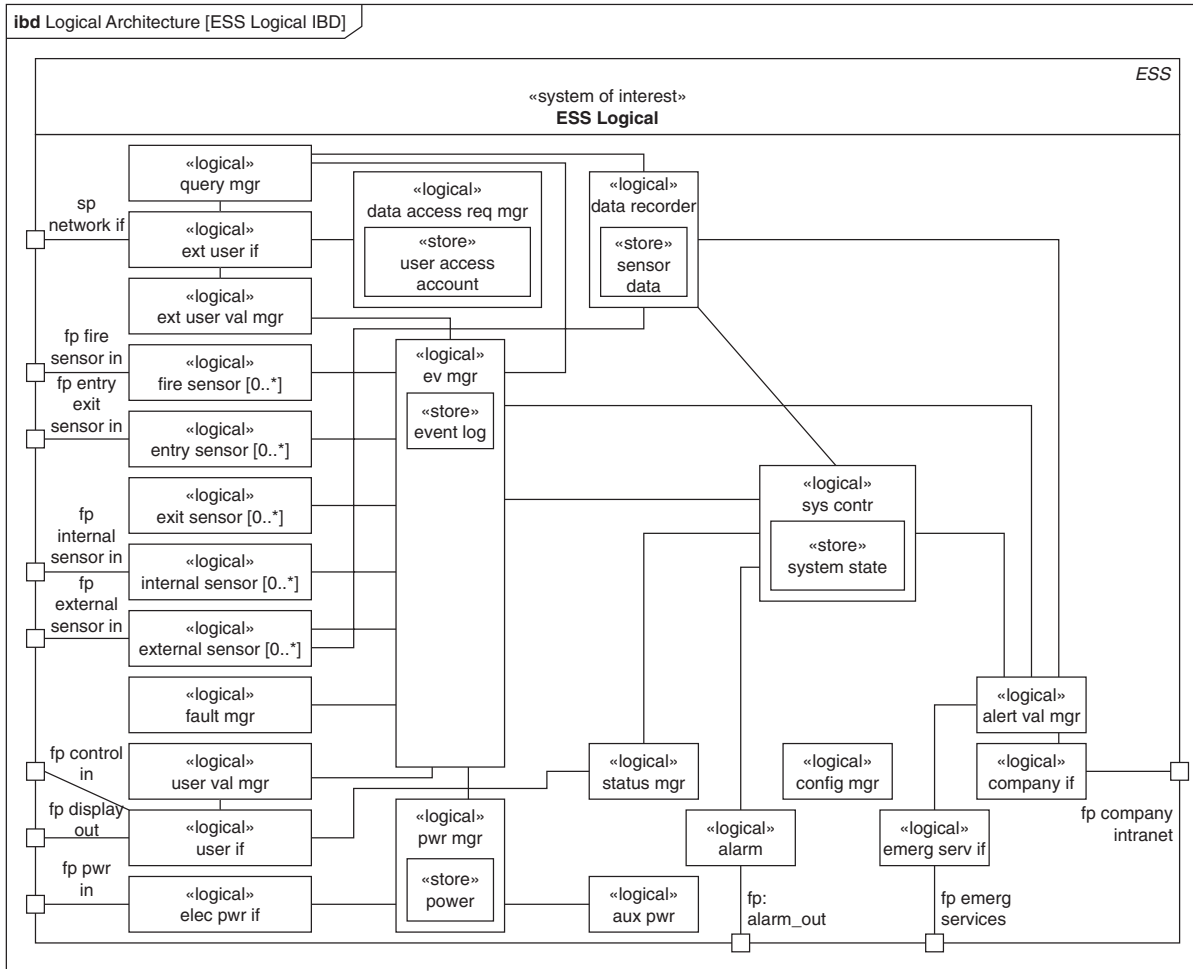 ibd Logical Architecture [ESS Logical IBD]
ESS
«system of interest»
ESS Logical
«logical»
query mgr
«logical»
data access req mgr
«store»
user access
account
«logical»
data recorder
«store»
sensor
data
sp
network if
«logical»
ext user if
«logical»
ext user val mgr
fp fire
sensor in
«logical»
fire sensor [0..*]
«logical»
ev mgr
«store»
event log
fp entry
exit
sensor in
«logical»
entry sensor [0..*]
«logical»
exit sensor [0..*]
«logical»
sys contr
«store»
system state
fp
internal
sensor in
«logical»
internal sensor [0..*]
fp
external
sensor in
«logical»
external sensor [0..*]
«logical»
fault mgr
«logical»
alert val mgr
fp control
in
«logical»
user val mgr
«logical»
status mgr
«logical»
config mgr
«logical»
company if
fp company
intranet
fp display
out
«logical»
user if
«logical»
pwr mgr
«store»
power
«logical»
alarm
«logical»
emerg serv if
fp pwr
in
«logical»
elec pwr if
«logical»
aux pwr
fp:
alarm_out
fp emerg
services